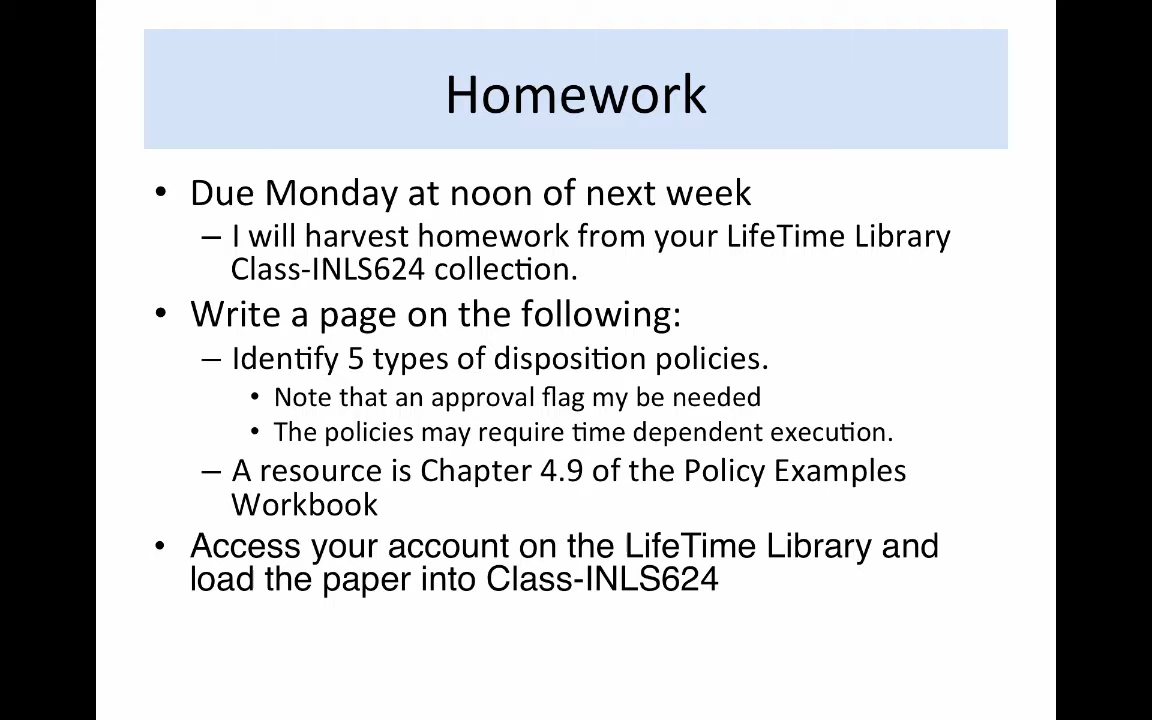 Homework
• Due Monday at noon of next week
– I will harvest homework from your LifeTime Library
Class-INLS624 collection.
• Write a page on the following:
– Identify 5 types of disposition policies.
• Note that an approval flag my be needed
• The policies may require time dependent execution.
– A resource is Chapter 4.9 of the Policy Examples
Workbook
• Access your account on the LifeTime Library and
load the paper into Class-INLS624